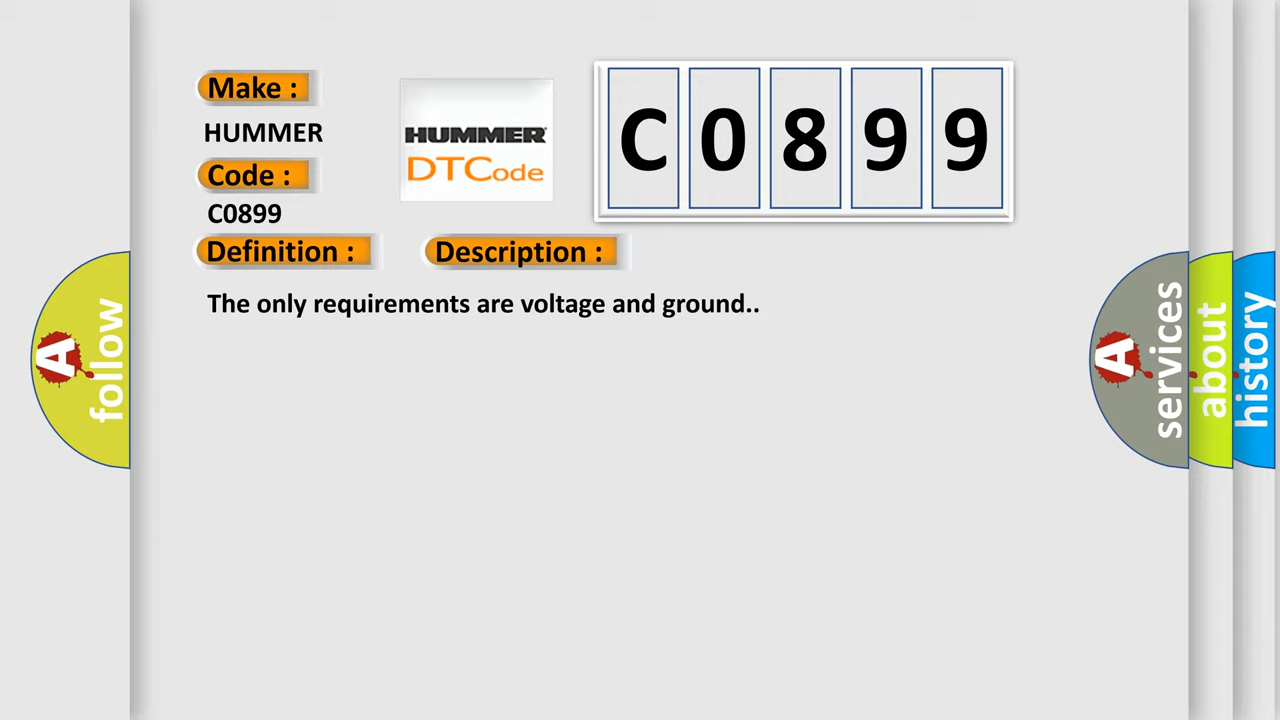 Make :
HUMMER
Code :
C0899
HUMMER
DTCode
C0899
Definition :
Description :
The only requirements are voltage and ground..
A follow
A services
about
history